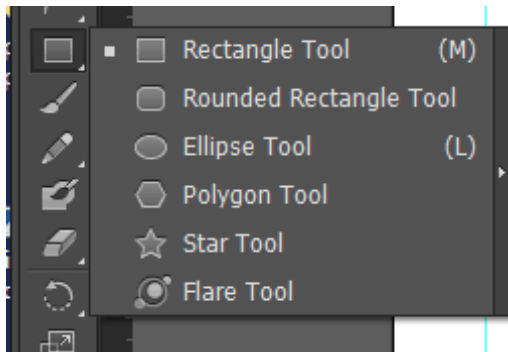 Rectangle Tool (M)
Rounded Rectangle Tool
Ellipse Tool (L)
Polygon Tool
Star Tool
Flare Tool